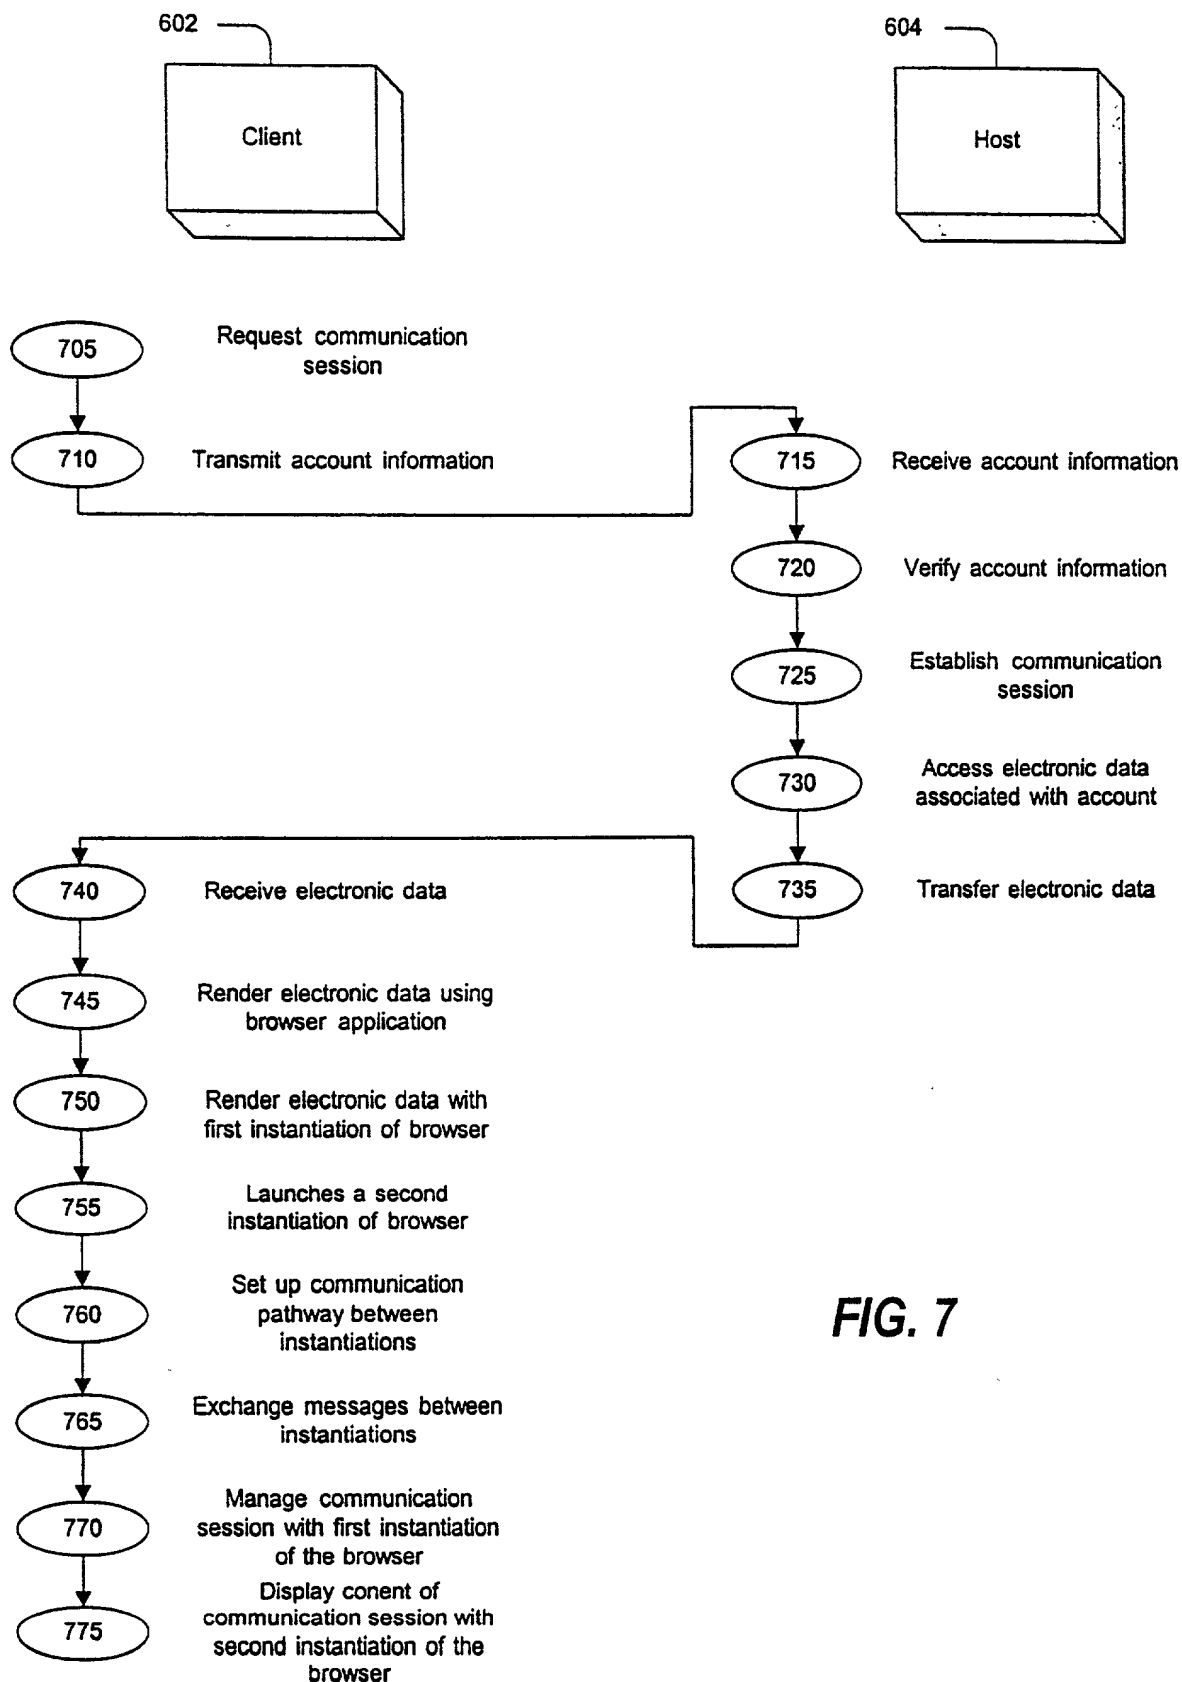 602
604
Client
Host
705
Request communication
session
710
Transmit account information
715
Receive account information
720
Verify account information
725
Establish communication
session
730
Access electronic data
associated with account
735
Transfer electronic data
740
Receive electronic data
745
Render electronic data using
browser application
750
Render electronic data with
first instantiation of browser
755
Launches a second
instantiation of browser
760
Set up communication
pathway between
instantiations
765
Exchange messages between
instantiations
770
Manage communication
session with first instantiation
of the browser
775
Display conent of
communication session with
second instantiation of the
browser
FIG. 7